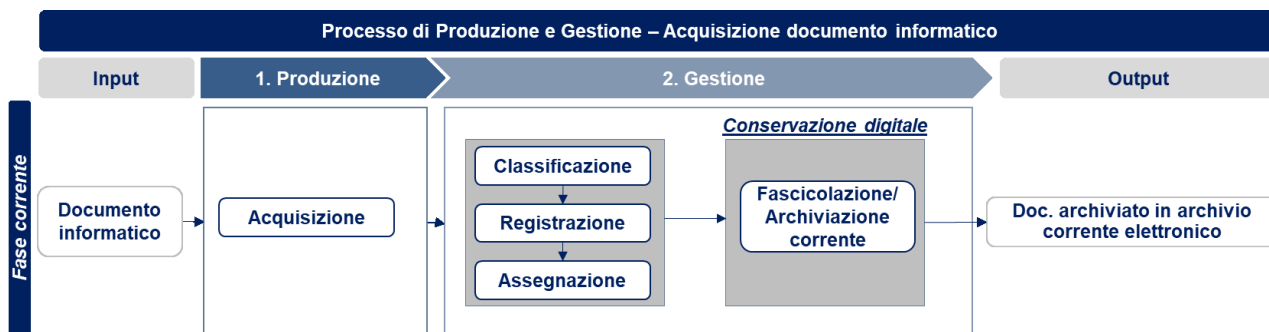 Processo di Produzione e Gestione – Acquisizione documento informatico
Input
1. Produzione
2. Gestione
Output
Fase corrente
Documento
informatico
Acquisizione
Classificazione
Registrazione
Assegnazione
Conservazione digitale
Fascicolazione/
Archiviazione
corrente
Doc. archiviato in archivio
corrente elettronico